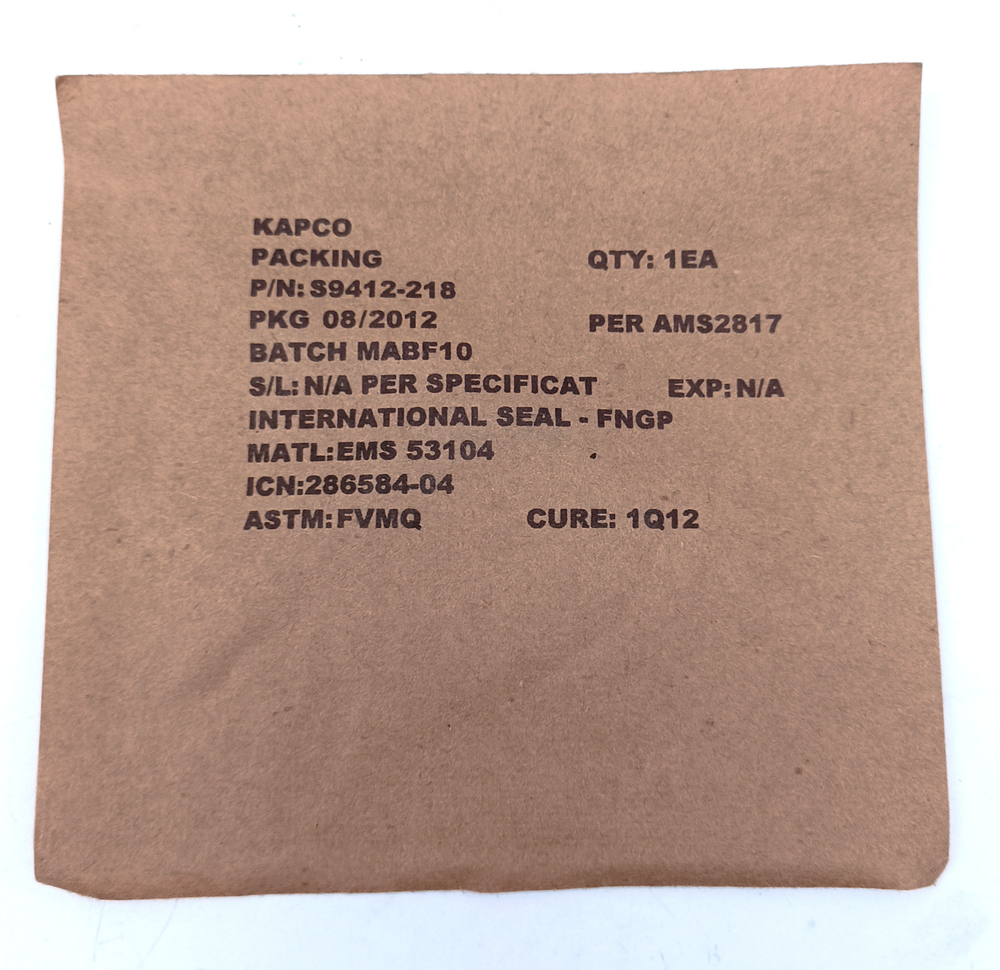 KAPCO
PACKING QTY: 1EA
P/N: S9412-218
PKG 08/2012 PER AMS2817
BATCH MABF10
S/L: N/A PER SPECIFICAT EXP: N/A
INTERNATIONAL SEAL - FNGP
MATL:EMS 53104
ICN:286584-04
ASTM: FVMQ CURE: 1Q12